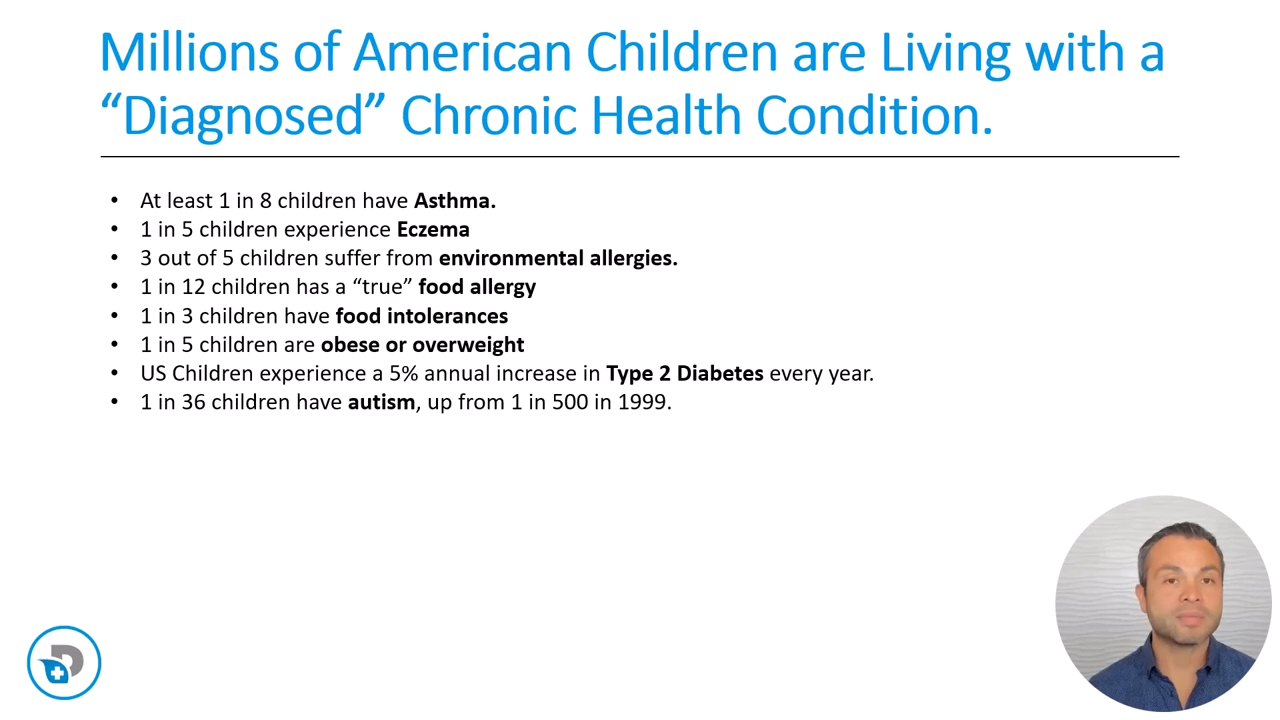 Millions of American Children are Living with a
“Diagnosed” Chronic Health Condition.
• At least 1 in 8 children have Asthma.
• 1 in 5 children experience Eczema
• 3 out of 5 children suffer from environmental allergies.
• 1 in 12 children has a “true” food allergy
• 1 in 3 children have food intolerances
• 1 in 5 children are obese or overweight
• US Children experience a 5% annual increase in Type 2 Diabetes every year.
• 1 in 36 children have autism, up from 1 in 500 in 1999.